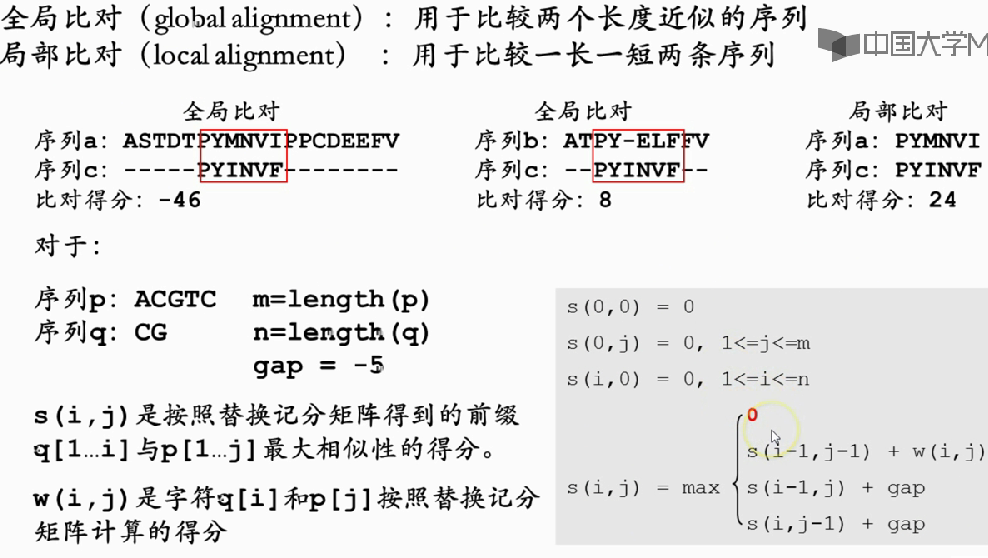 全局比对（global alignment）：用于比较两个长度近似的序列
局部比对（local alignment）：用于比较一长一短两条序列
中国大学M
全局比对
序列a: ASTDTPYMNVIPPCDEEFV
序列c: -----PYINVF--------
比对得分: -46
全局比对
序列b: ATPY-ELFFV
序列c: --PYINVF--
比对得分: 8
局部比对
序列a: PYMNVI
序列c: PYINVF
比对得分: 24
对于:
序列p: ACGTC m=length(p)
序列q: CG n=length(q)
gap = -5
s(i,j)是按照替换记分矩阵得到的前缀
q[1…i]与p[1…j]最大相似性的得分。
w(i,j)是字符q[i]和p[j]按照替换记分
矩阵计算的得分
s(0,0) = 0
s(0,j) = 0, 1<=j<=m
s(i,0) = 0, 1<=i<=n
0
s(i-1,j-1) + w(i,j)
s(i,j) = max s(i-1,j) + gap
s(i,j-1) + gap